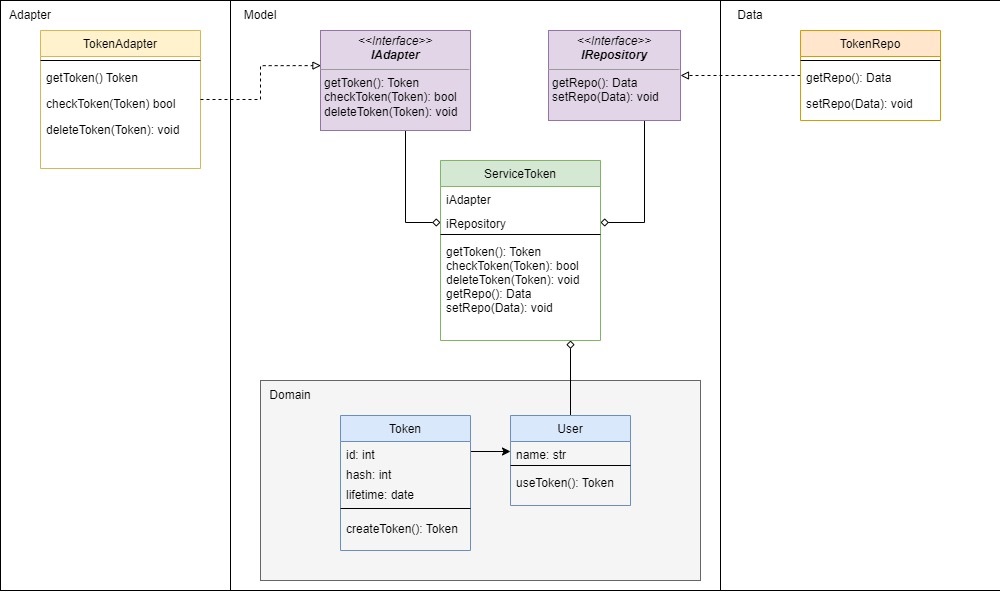 Adapter
TokenAdapter
getToken() Token
checkToken(Token) bool
deleteToken(Token): void
Model
<<Interface>>
IAdapter
getToken(): Token
checkToken(Token): bool
deleteToken(Token): void
<<Interface>>
IRepository
getRepo(): Data
setRepo(Data): void
ServiceToken
iAdapter
iRepository
getToken(): Token
checkToken(Token): bool
deleteToken(Token): void
getRepo(): Data
setRepo(Data): void
Domain
Token
id: int
hash: int
lifetime: date
createToken(): Token
User
name: str
useToken(): Token
Data
TokenRepo
getRepo(): Data
setRepo(Data): void